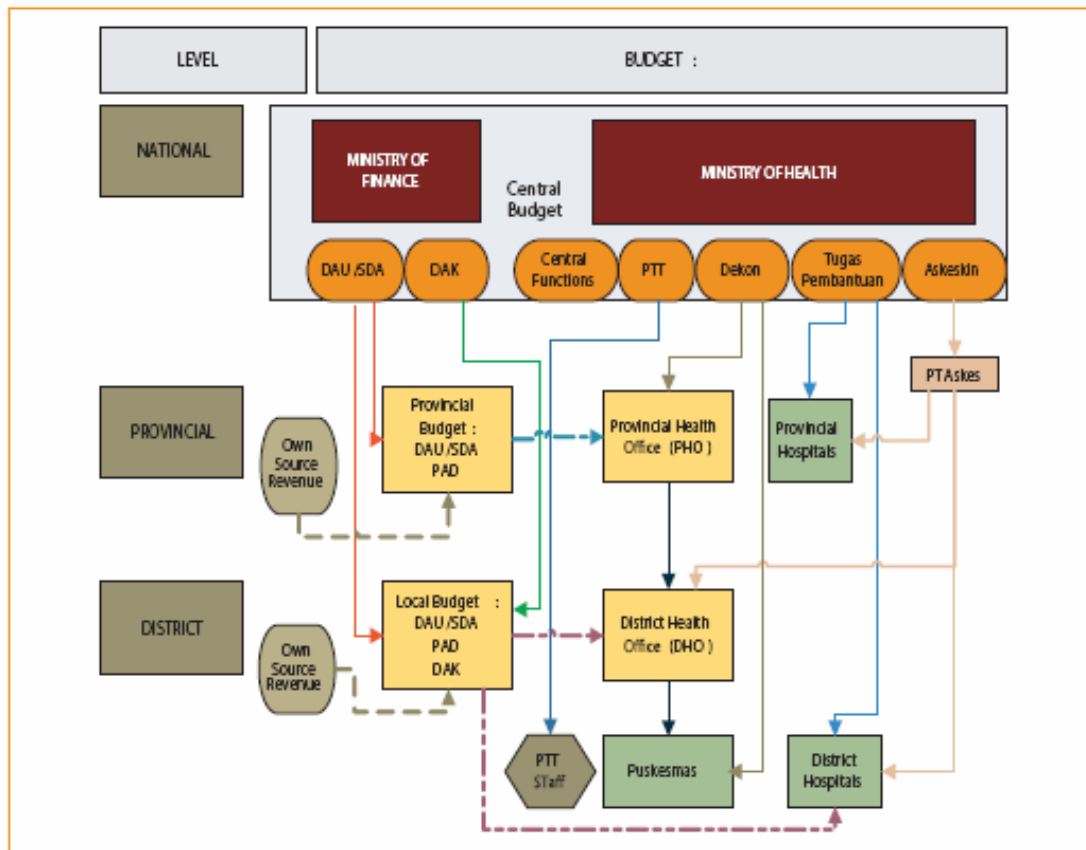 LEVEL
BUDGET :
NATIONAL
MINISTRY OF
FINANCE
Central
Budget
MINISTRY OF HEALTH
DAU /SDA
DAK
Central
Functions
PTT
Dekon
Tugas
Pembantuan
Askeskin
PT Askes
PROVINCIAL
Own
Source
Revenue
Provincial
Budget :
DAU /SDA
PAD
Provincial Health
Office (PHO )
Provincial
Hospitals
DISTRICT
Own
Source
Revenue
Local Budget :
DAU /SDA
PAD
DAK
District Health
Office (DHO )
PTT
STaff
Puskesmas
District
Hospitals